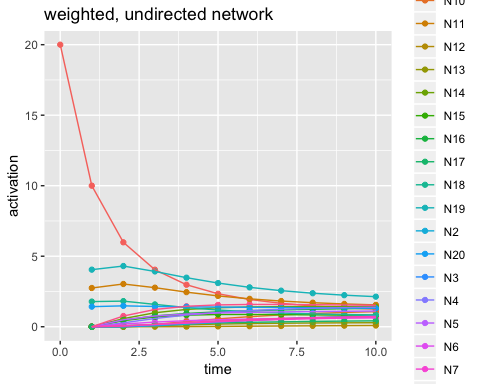 weighted, undirected network
20
15
10
5
0
activation
0.0 2.5 5.0 7.5 10.0
time
N10
N11
N12
N13
N14
N15
N16
N17
N18
N19
N2
N20
N3
N4
N5
N6
N7